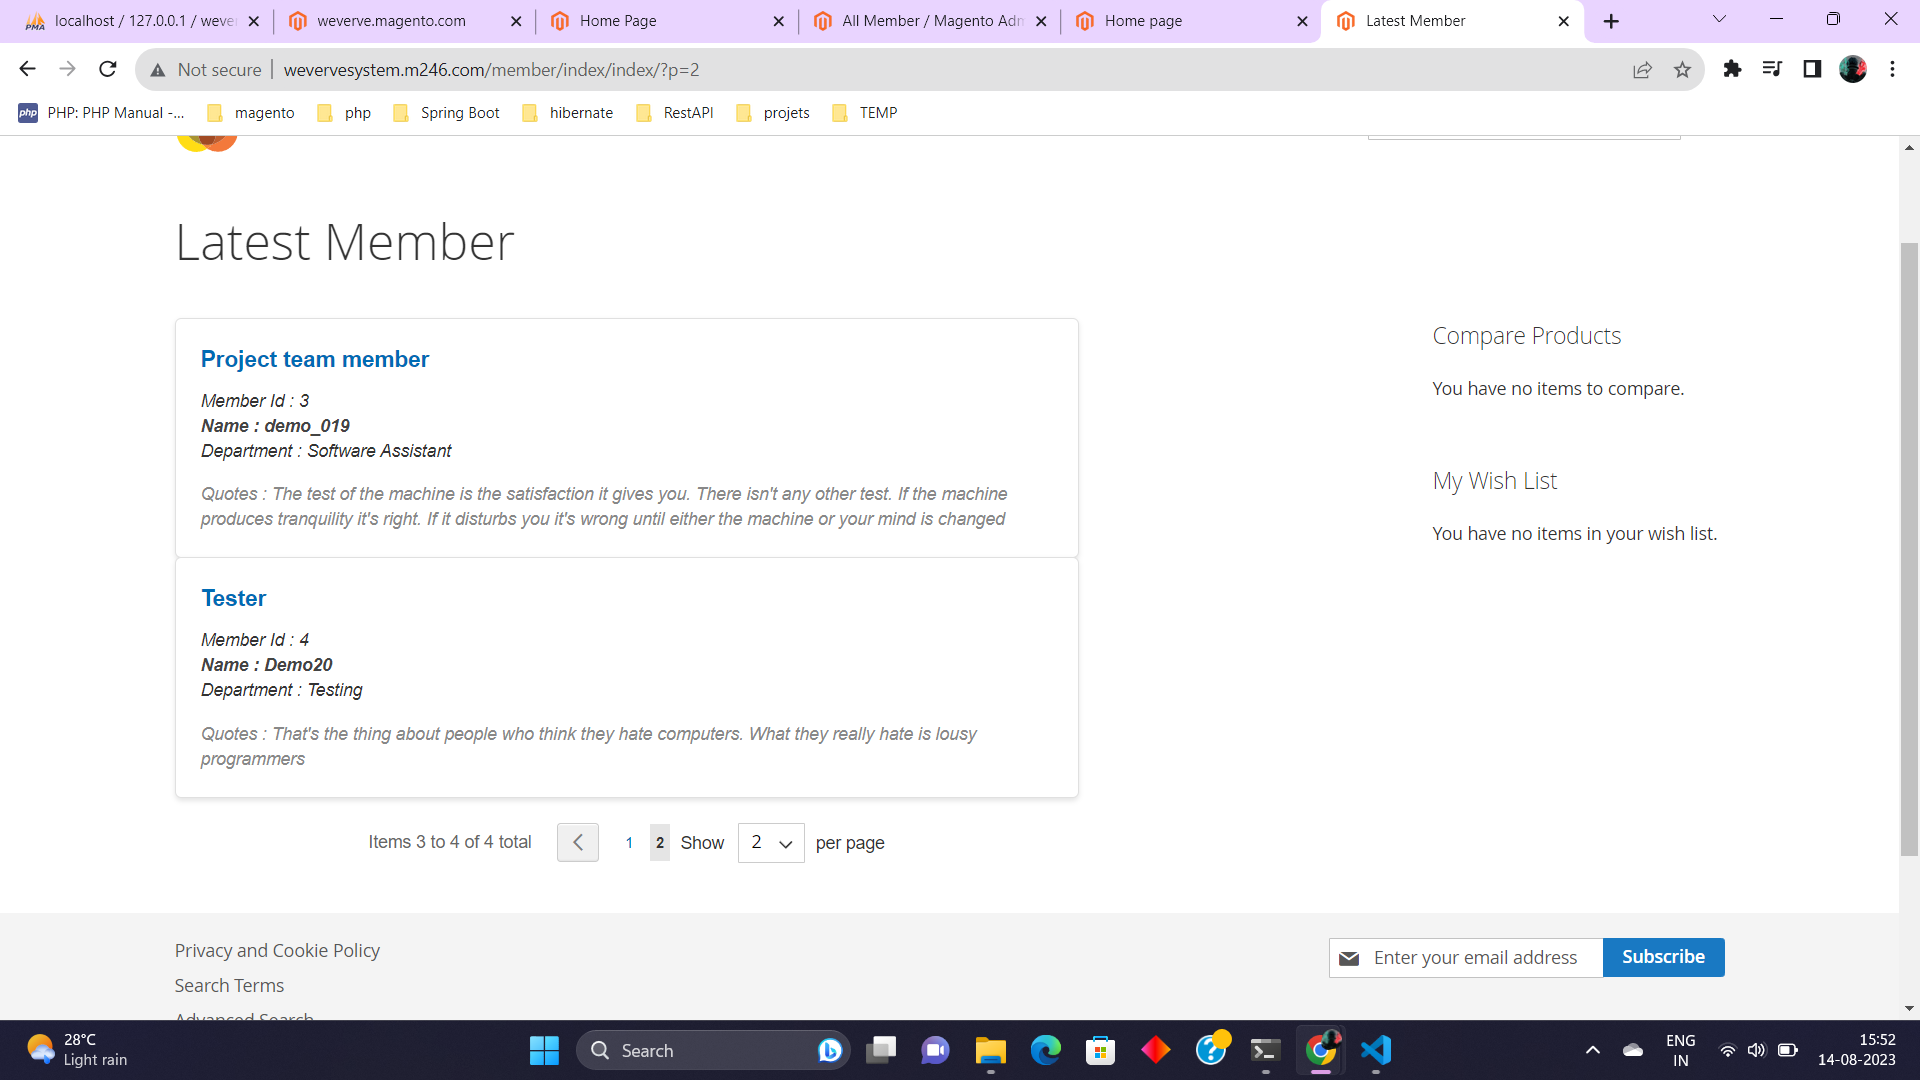 localhost / 127.0.0.1 / wever
weverve.magento.com
Home Page
All Member / Magento Adm
Home page
Latest Member
Not secure
wevervesystem.m246.com/member/index/index/?p=2
php
PHP: PHP Manual -...
magento
php
Spring Boot
hibernate
RestAPI
projets
TEMP
Latest Member
Project team member
Member Id : 3
Name : demo_019
Department : Software Assistant
Quotes : The test of the machine is the satisfaction it gives you. There isn't any other test. If the machine
produces tranquility it's right. If it disturbs you it's wrong until either the machine or your mind is changed
Tester
Member Id : 4
Name : Demo20
Department : Testing
Quotes : That's the thing about people who think they hate computers. What they really hate is lousy
programmers
Items 3 to 4 of 4 total
1
2
Show
2
per page
Compare Products
You have no items to compare.
My Wish List
You have no items in your wish list.
Privacy and Cookie Policy
Search Terms
Advanced Search
Enter your email address
Subscribe
28°C
Light rain
Search
ENG
IN
15:52
14-08-2023